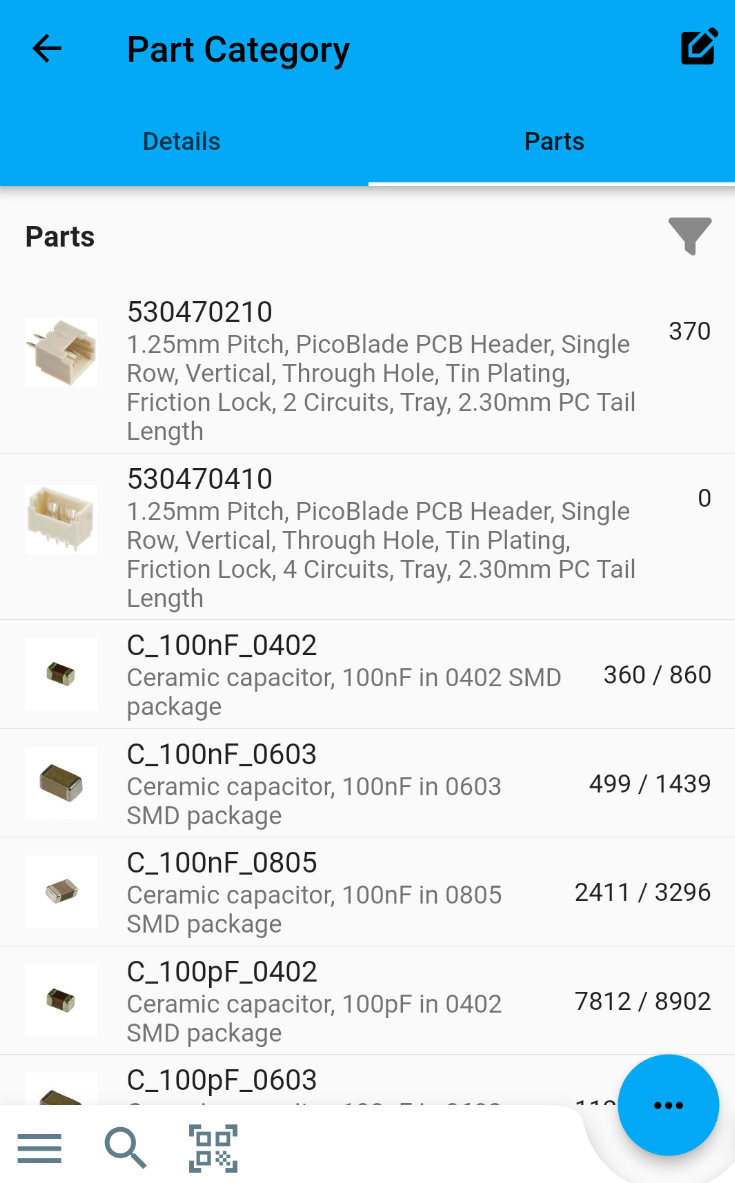 Part Category
Details
Parts
Parts
530470210
370
1.25mm Pitch, PicoBlade PCB Header, Single
Row, Vertical, Through Hole, Tin Plating,
Friction Lock, 2 Circuits, Tray, 2.30mm PC Tail
Length
530470410
0
1.25mm Pitch, PicoBlade PCB Header, Single
Row, Vertical, Through Hole, Tin Plating,
Friction Lock, 4 Circuits, Tray, 2.30mm PC Tail
Length
C_100nF_0402
Ceramic capacitor, 100nF in 0402 SMD
package
360 / 860
C_100nF_0603
Ceramic capacitor, 100nF in 0603
SMD package
499 / 1439
C_100nF_0805
Ceramic capacitor, 100nF in 0805
SMD package
2411 / 3296
C_100pF_0402
Ceramic capacitor, 100pF in 0402
SMD package
7812 / 8902
C_100pF_0603